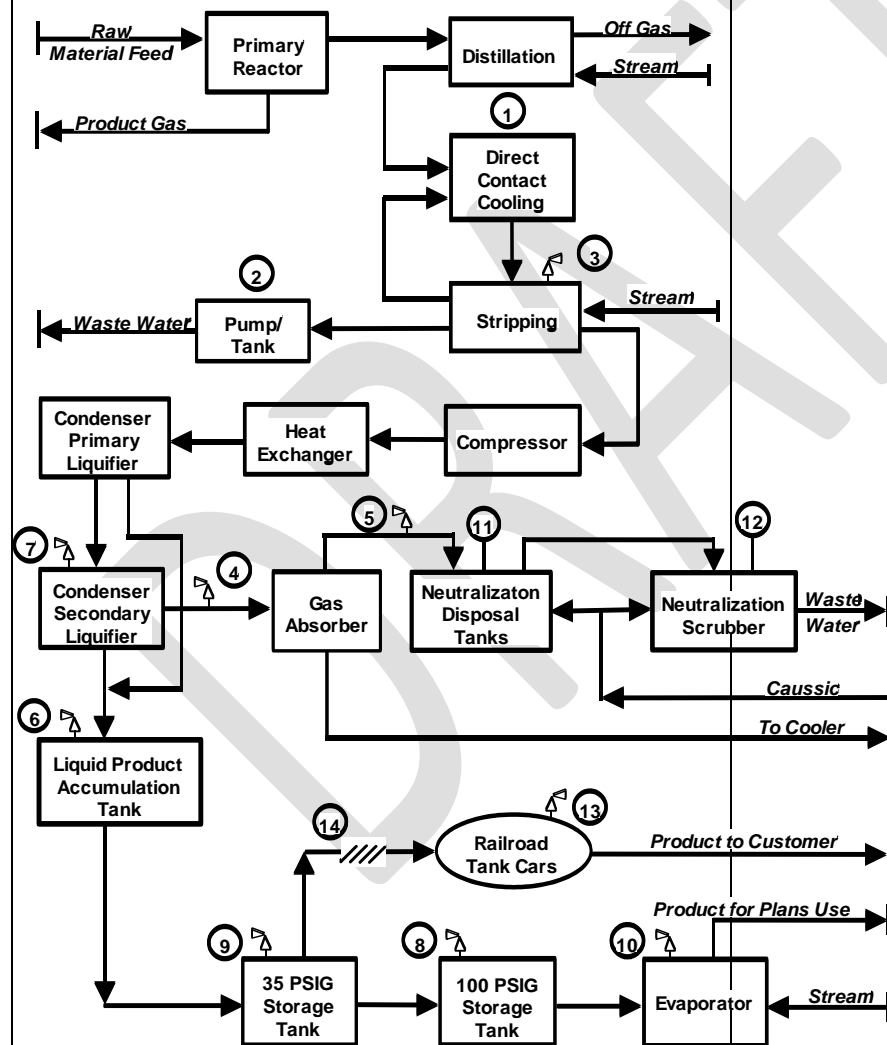 Raw
Material Feed
Primary
Reactor
Distillation
Off Gas
Stream
Product Gas
1
Direct
Contact
Cooling
3
2
Stream
Waste Water
Pump/
Tank
Stripping
Condenser
Primary
Liquifier
Heat
Exchanger
Compressor
5
11
12
7
4
Condenser
Secondary
Liquifier
Gas
Absorber
Neutralizaton
Disposal
Tanks
Neutralization
Scrubber
Waste
Water
Caussic
6
To Cooler
Liquid Product
Accumulation
Tank
14
13
Railroad
Tank Cars
Product to Customer
Product for Plans Use
9
8
10
35 PSIG
Storage
Tank
100 PSIG
Storage
Tank
Evaporator
Stream
DRAF